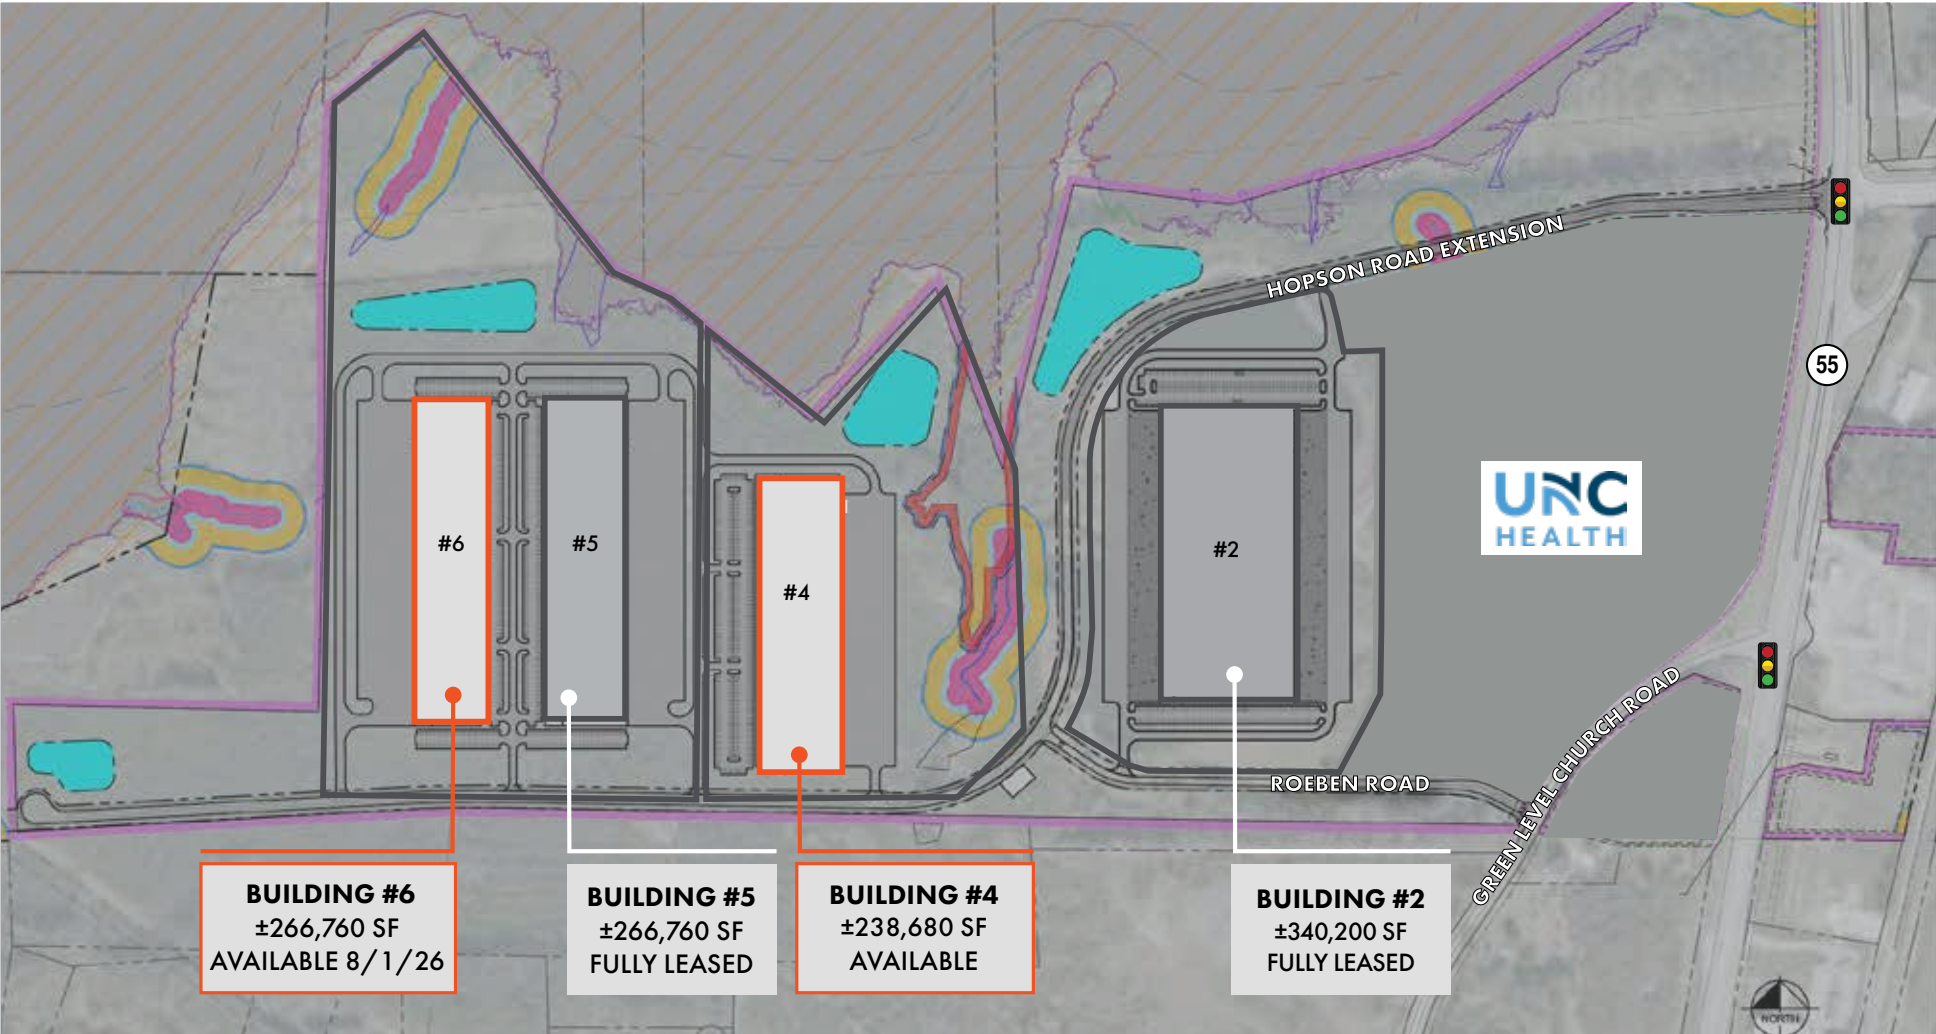 HOPSON ROAD EXTENSION
55
UNC
HEALTH
#6
#5
#4
#2
ROEBEN ROAD
GREEN LEVEL CHURCH ROAD
BUILDING #6
±266,760 SF
AVAILABLE 8/1/26
BUILDING #5
±266,760 SF
FULLY LEASED
BUILDING #4
±238,680 SF
AVAILABLE
BUILDING #2
±340,200 SF
FULLY LEASED
NORTH